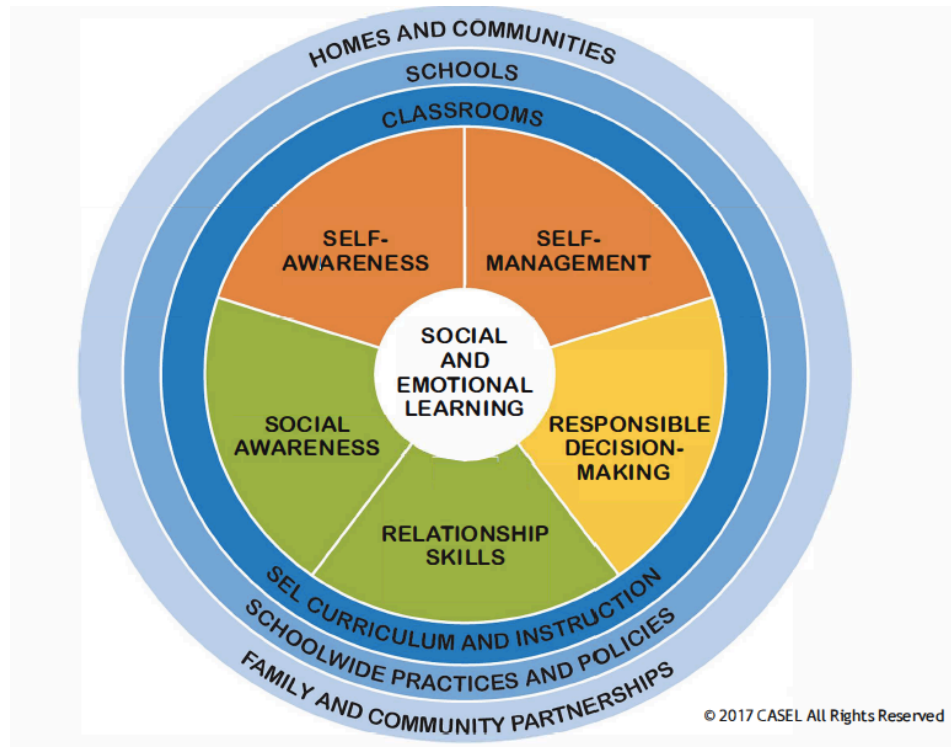 HOMES AND COMMUNITIES
SCHOOLS
CLASSROOMS
SELF-
AWARENESS
SELF-
MANAGEMENT
SOCIAL
AND
EMOTIONAL
LEARNING
SOCIAL
AWARENESS
RESPONSIBLE
DECISION-
MAKING
RELATIONSHIP
SKILLS
SEL CURRICULUM AND INSTRUCTION
SCHOOLWIDE PRACTICES AND POLICIES
FAMILY AND COMMUNITY PARTNERSHIPS
© 2017 CASEL All Rights Reserved